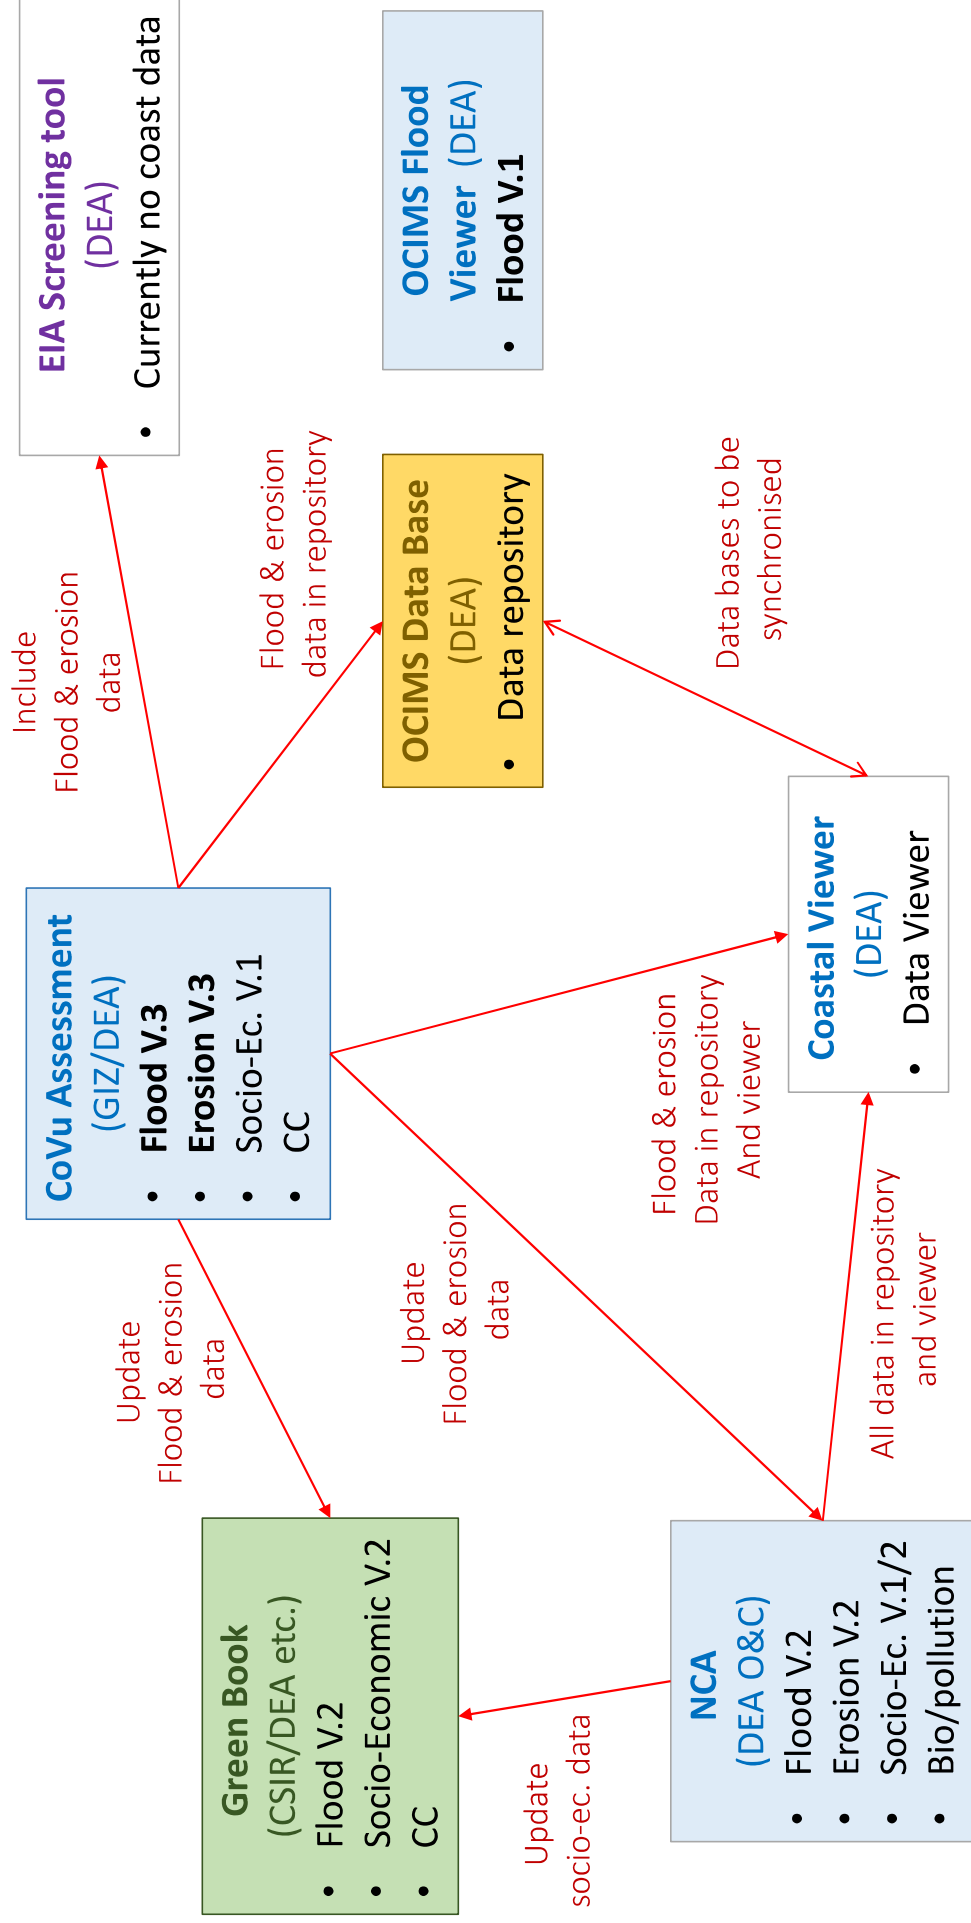 Green Book
(CSIR/DEA etc.)
• Flood V.2
• Socio-Economic V.2
• CC
Update
Flood & erosion
data
CoVu Assessment
(GIZ/DEA)
• Flood V.3
• Erosion V.3
• Socio-Ec. V.1
• CC
Include
Flood & erosion
data
EIA Screening tool
(DEA)
• Currently no coast data
Flood & erosion
data in repository
OCIMS Data Base
(DEA)
• Data repository
OCIMS Flood
Viewer (DEA)
• Flood V.1
Update
socio-ec. data
Update
Flood & erosion
data
Flood & erosion
Data in repository
And viewer
Data bases to be
synchronised
NCA
(DEA O&C)
• Flood V.2
• Erosion V.2
• Socio-Ec. V.1/2
• Bio/pollution
All data in repository
and viewer
Coastal Viewer
(DEA)
• Data Viewer